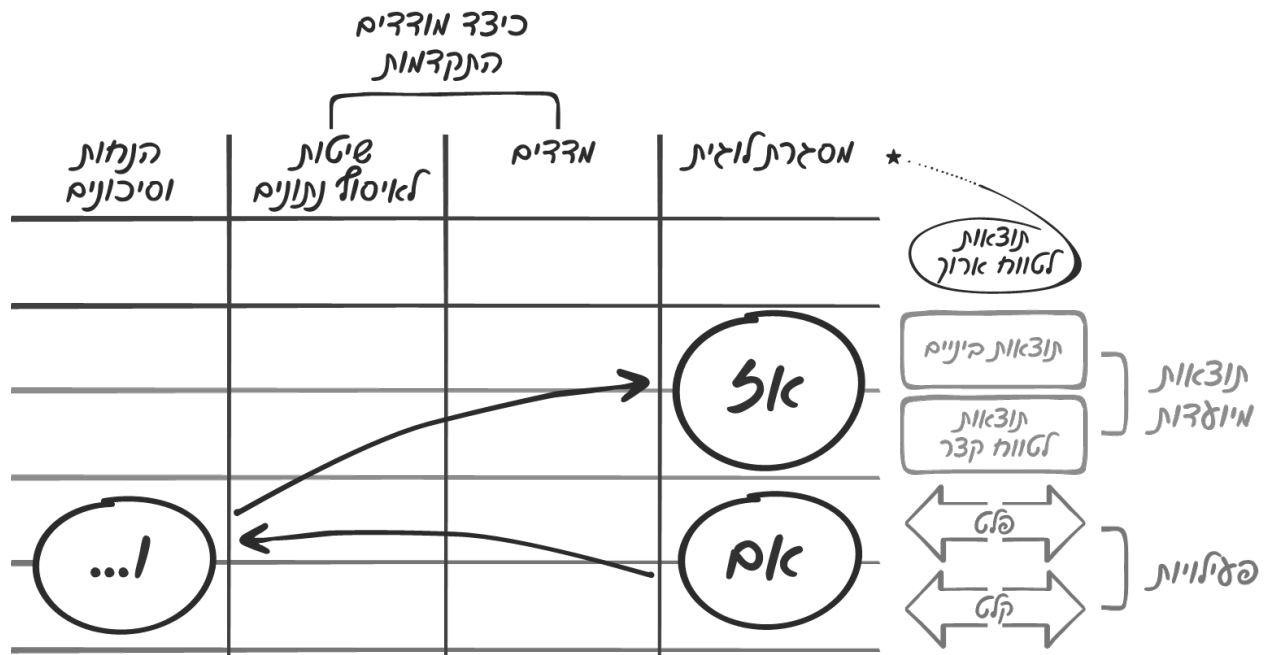 כיצד מודדים
התקדמות
מסגרת לוגית
מדדים
שיטות
לאיסוף נתונים
הנחות
וסיכונים
תוצאות
לטווח ארוך
תוצאות ביניים
תוצאות
לטווח קצר
תוצאות
מיועדות
אז
פלט
קלט
פעילויות
אם
ו...